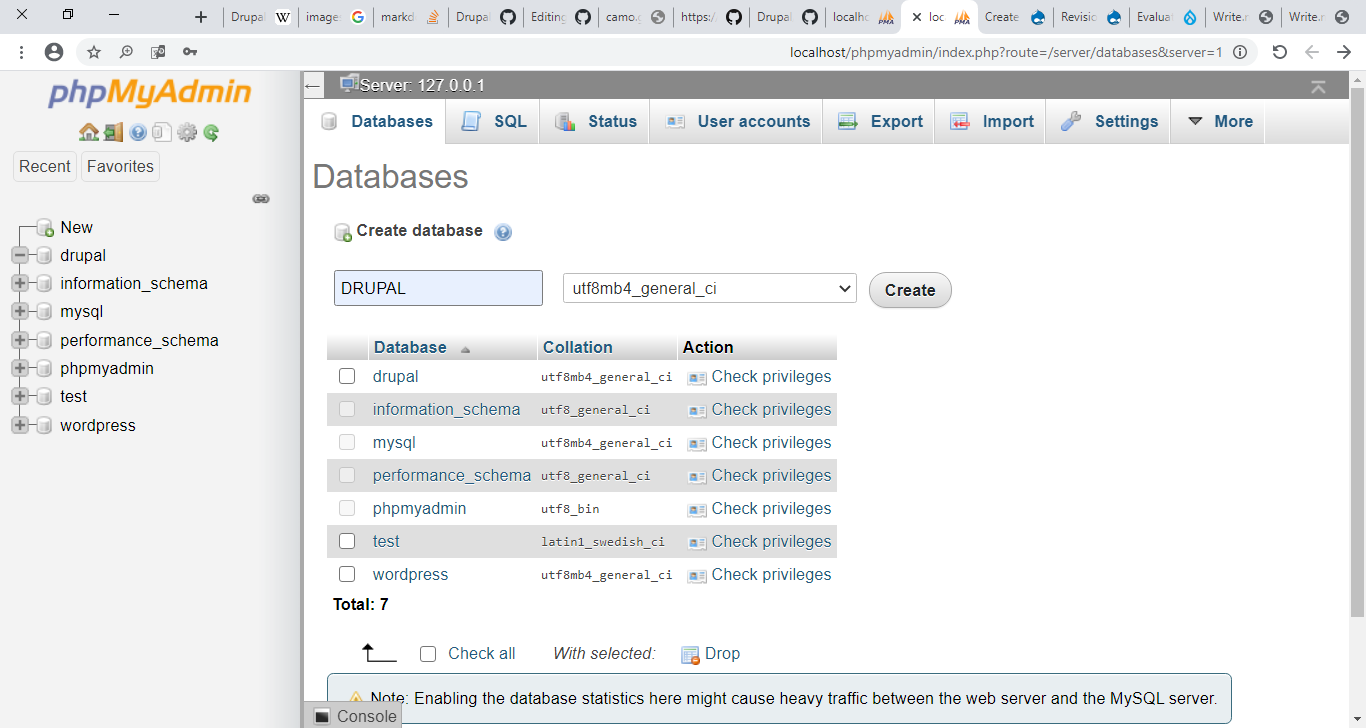 Drupal
image
markd
Drupal
Editing
camo.g
https:/
Drupal
localho
loc
Create
Revisio
Evaluat
Write.r
Write.r
localhost/phpmyadmin/index.php?route=/server/databases&server=1
phpMyAdmin
Server: 127.0.0.1
Databases SQL Status User accounts Export Import Settings More
Recent Favorites
Databases
New
drupal
information_schema
mysql
performance_schema
phpmyadmin
test
wordpress
Create database
DRUPAL utf8mb4_general_ci Create
Database Collation Action
drupal utf8mb4_general_ci Check privileges
information_schema utf8_general_ci Check privileges
mysql utf8mb4_general_ci Check privileges
performance_schema utf8_general_ci Check privileges
phpmyadmin utf8_bin Check privileges
test latin1_swedish_ci Check privileges
wordpress utf8mb4_general_ci Check privileges
Total: 7
Check all With selected: Drop
Note: Enabling the database statistics here might cause heavy traffic between the web server and the MySQL server.
Console